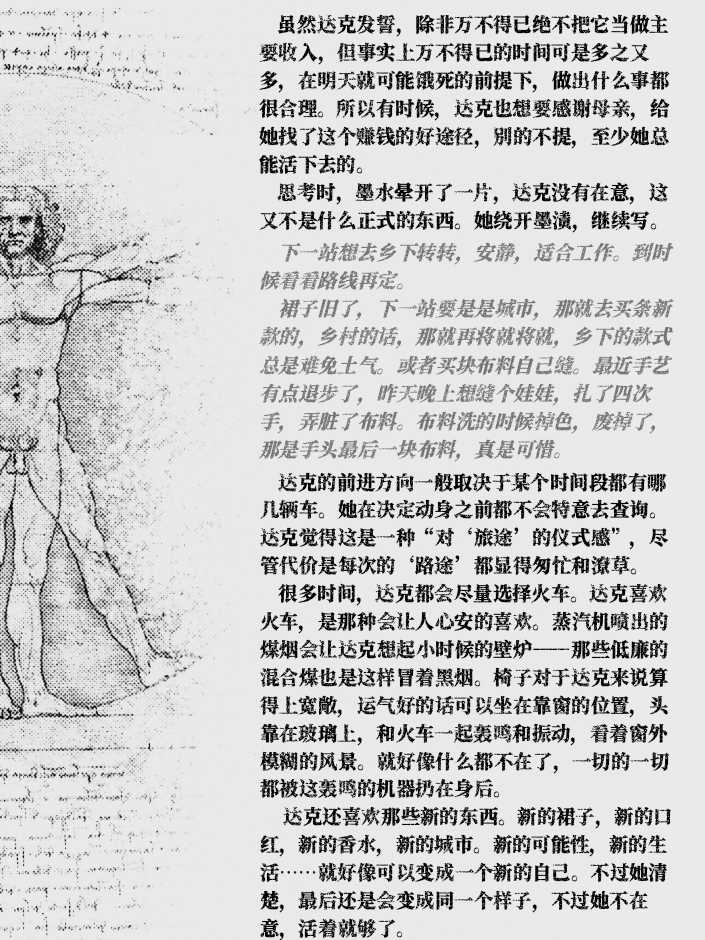 虽然达克发誓，除非万不得已绝不把它当做主
要收入，但事实上万不得已的时间可是多之又
多，在明天就可能饿死的前提下，做出什么事都
很合理。所以有时候，达克也想要感谢母亲，给
她找了这个赚钱的好途径，别的不提，至少她总
能活下去的。
思考时，墨水晕开了一片，达克没有在意，这
又不是什么正式的东西。她绕开墨渍，继续写。
下一站想去乡下转转，安静，适合工作。到时
候看看路线再定。
裙子旧了，下一站要是是城市，那就去买条新
款的，乡村的话，那就再将就将就，乡下的款式
总是难免土气。或者买块布料自己缝。最近手艺
有点退步了，昨天晚上想缝个娃娃，扎了四次
手，弄脏了布料。布料洗的时候掉色，废掉了，
那是手头最后一块布料，真是可惜。
达克的前进方向一般取决于某个时间段都有哪
几辆车。她在决定动身之前都不会特意去查询。
达克觉得这是一种“对‘旅途’的仪式感”，尽
管代价是每次的‘路途’都显得匆忙和潦草。
很多时间，达克都会尽量选择火车。达克喜欢
火车，是那种会让人心安的喜欢。蒸汽机喷出的
煤烟会让达克想起小时候的壁炉——那些低廉的
混合煤也是这样冒着黑烟。椅子对于达克来说算
得上宽敞，运气好的话可以坐在靠窗的位置，头
靠在玻璃上，和火车一起轰鸣和振动，看着窗外
模糊的风景。就好像什么都不在了，一切的一切
都被这轰鸣的机器扔在身后。
达克还喜欢那些新的东西。新的裙子，新的口
红，新的香水，新的城市。新的可能性，新的生
活……就好像可以变成一个新的自己。不过她清
楚，最后还是会变成同一个样子，不过她不在
意，活着就够了。